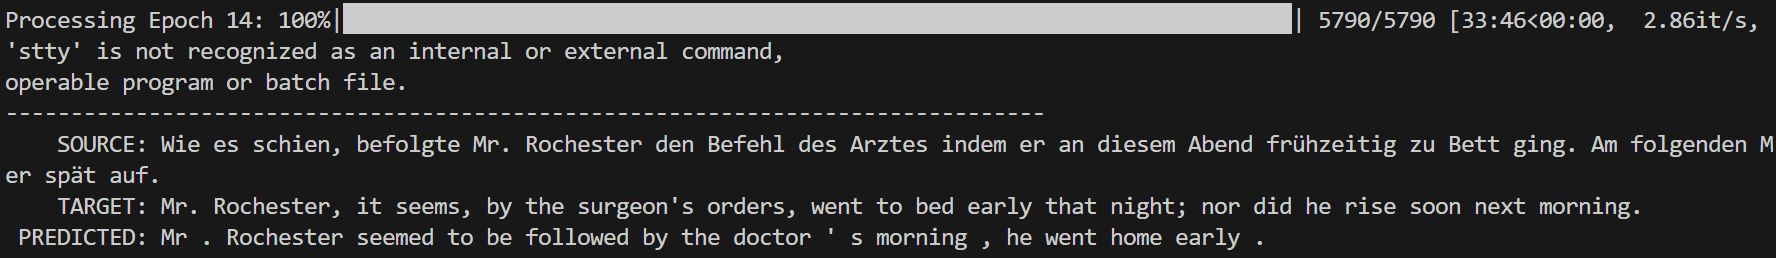 Processing Epoch 14: 100%|| 5790/5790 [33:46<00:00,  2.86it/s,
'stty' is not recognized as an internal or external command,
operable program or batch file.
--------------------------------------------------------------------------------
    SOURCE: Wie es schien, befolgte Mr. Rochester den Befehl des Arztes indem er an diesem Abend frühzeitig zu Bett ging. Am folgenden M
er spät auf.
    TARGET: Mr. Rochester, it seems, by the surgeon's orders, went to bed early that night; nor did he rise soon next morning.
 PREDICTED: Mr . Rochester seemed to be followed by the doctor ' s morning , he went home early .